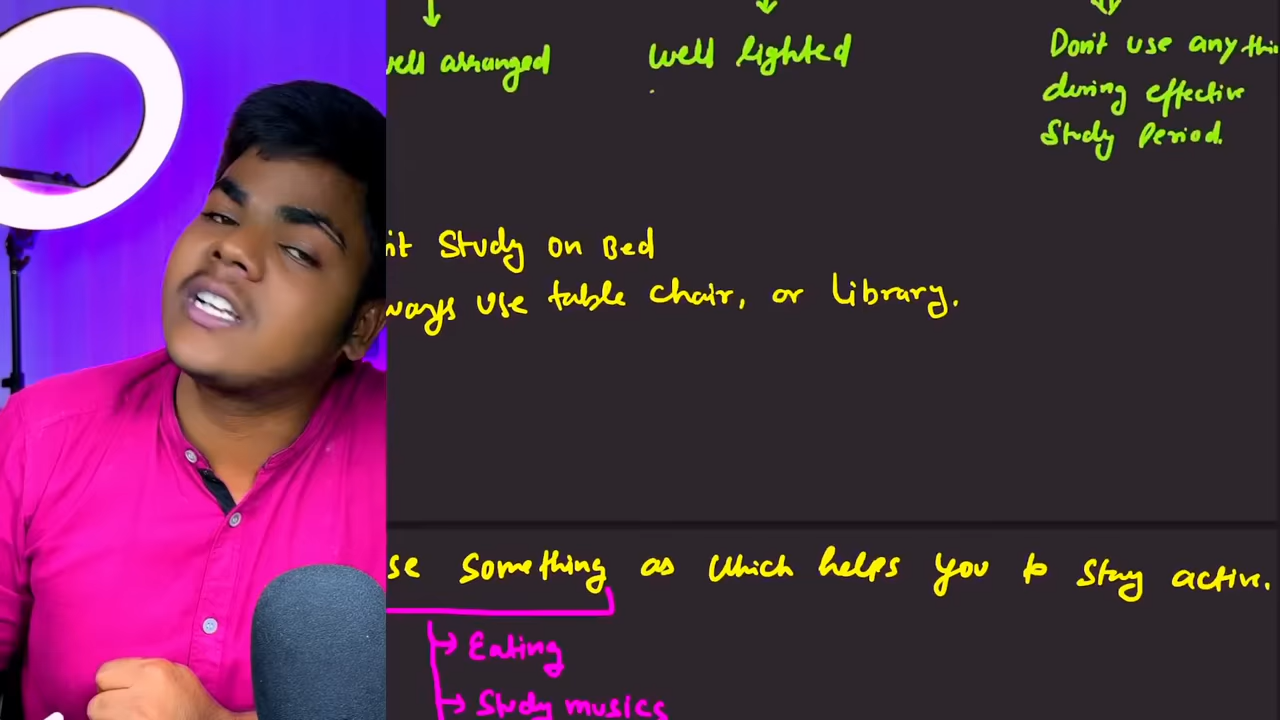 well arranged
well lighted
Don't use any
during effective
Study Period.
Study on Bed
use table chair, or library.
something as which helps you to stay active.
Eating
Study musics